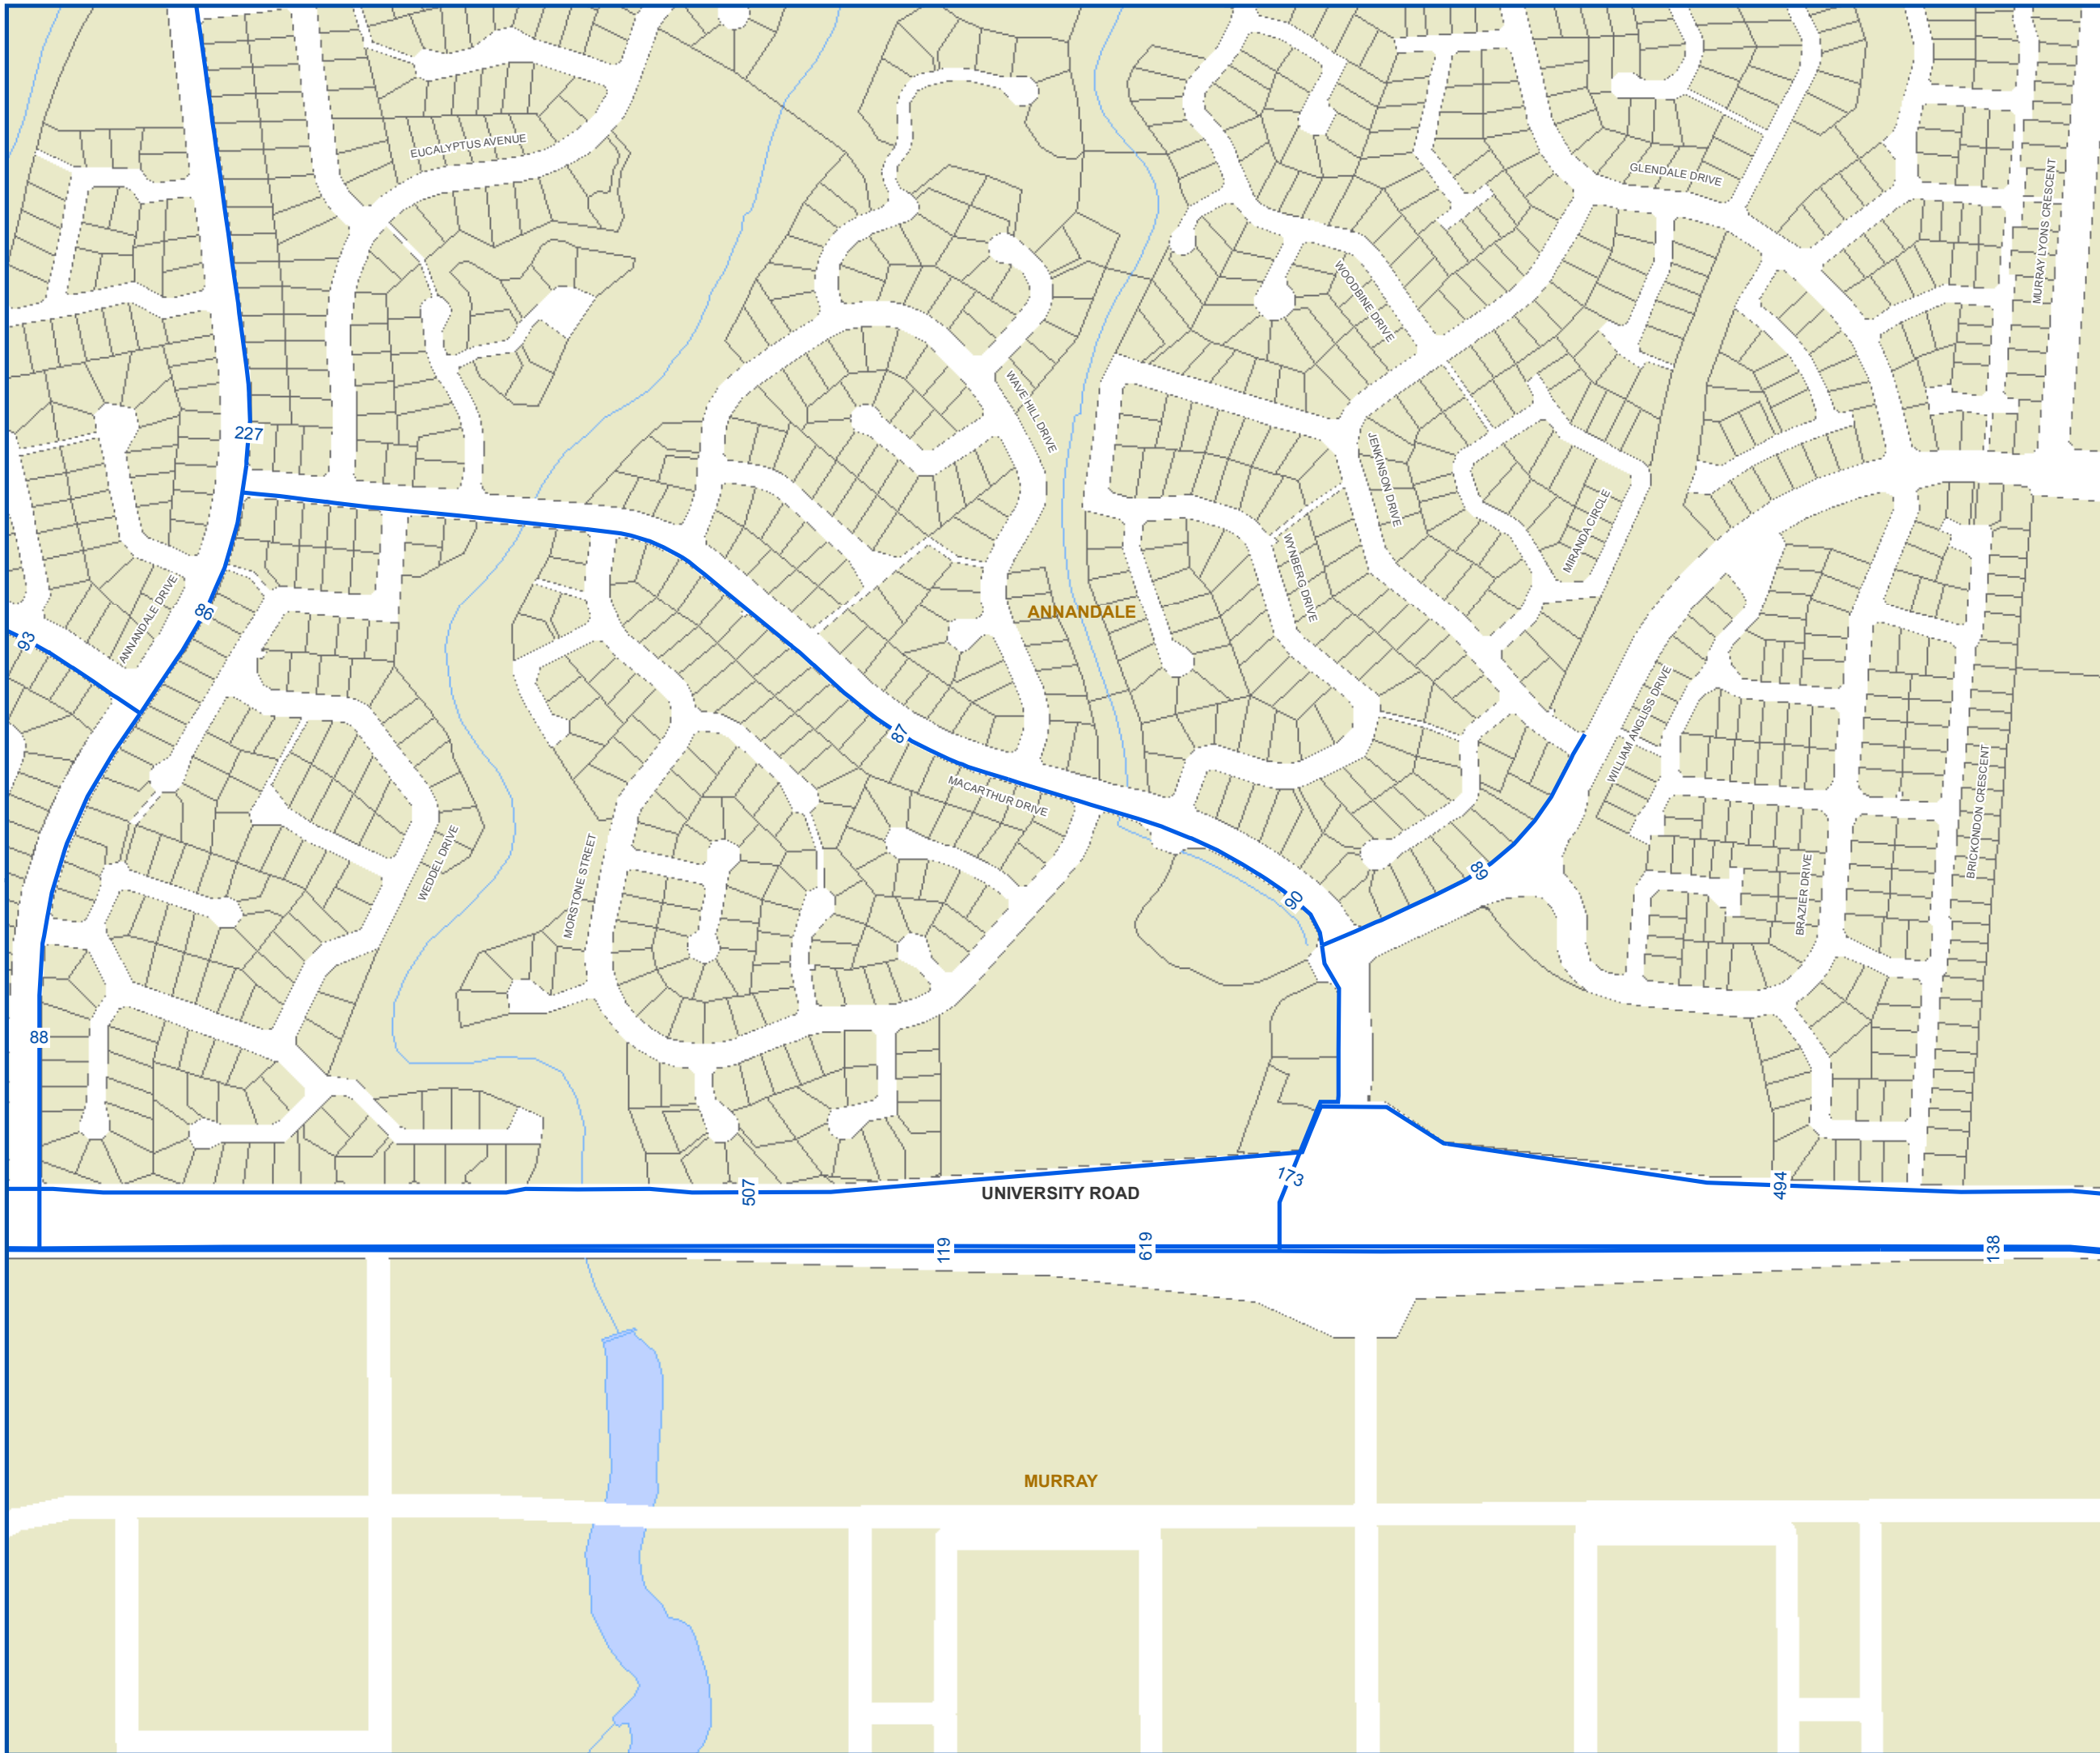 EUCALYPTUS AVENUE
GLENDALE DRIVE
MURRAY LYONS CRESCENT
WOODBINE DRIVE
WAVE HILL DRIVE
227
JENKINSON DRIVE
MIRANDA CIRCLE
WYNBERG DRIVE
ANNANDALE DRIVE
86
ANNANDALE
93
WILLIAM ANGLISS DRIVE
87
MACARTHUR DRIVE
BRICKONDON CRESCENT
WEDDEL DRIVE
MORSTONE STREET
89
90
BRAZIER DRIVE
88
173
507
UNIVERSITY ROAD
494
119
619
138
MURRAY